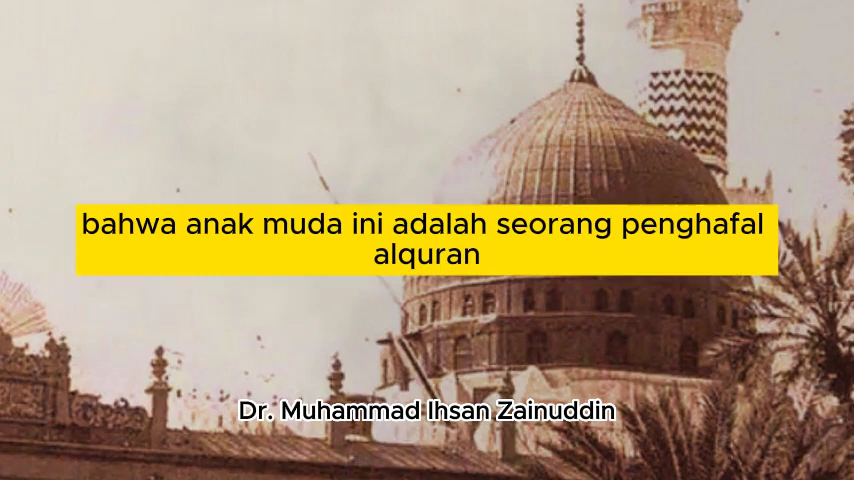 bahwa anak muda ini adalah seorang penghafal
alquran
Dr. Muhammad Ihsan Zainuddin